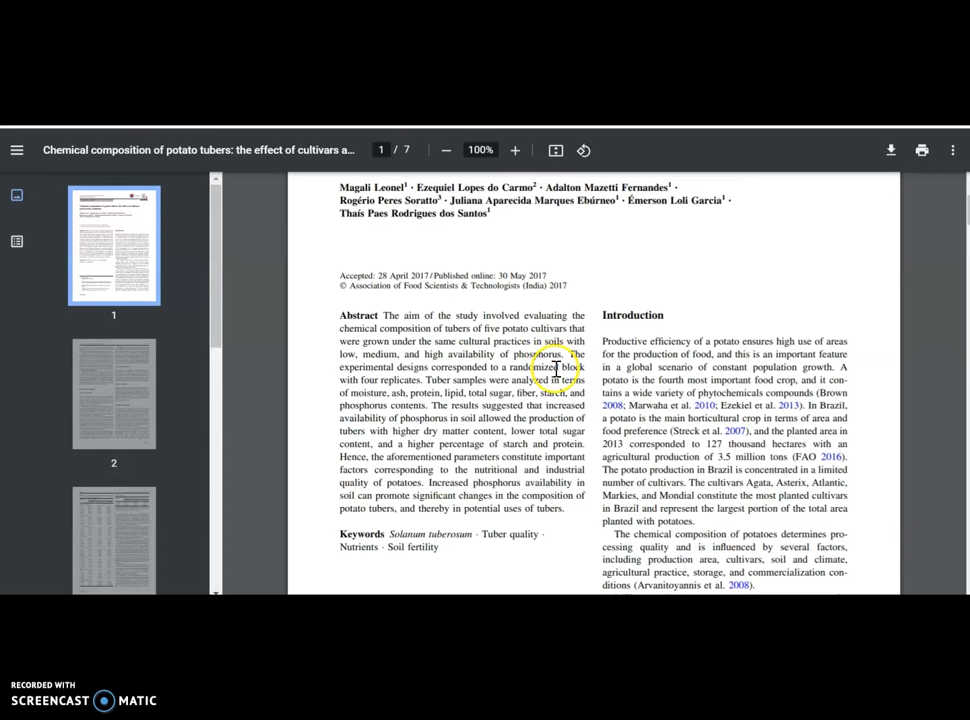 Chemical composition of potato tubers: the effect of cultivars a...
1 / 7
100%
Magali Leonel1 · Ezequiel Lopes do Carmo2 · Adalton Mazetti Fernandes1 ·
Rogério Peres Soratto3 · Juliana Aparecida Marques Ebúrneo1 · Émerson Loli Garcia1 ·
Thaís Paes Rodrigues dos Santos1
Accepted: 28 April 2017 / Published online: 30 May 2017
© Association of Food Scientists & Technologists (India) 2017
Abstract The aim of the study involved evaluating the
chemical composition of tubers of five potato cultivars that
were grown under the same cultural practices in soils with
low, medium, and high availability of phosphorus. The
experimental designs corresponded to a randomized block
with four replicates. Tuber samples were analyzed in terms
of moisture, ash, protein, lipid, total sugar, fiber, starch, and
phosphorus contents. The results suggested that increased
availability of phosphorus in soil allowed the production of
tubers with higher dry matter content, lower total sugar
content, and a higher percentage of starch and protein.
Hence, the aforementioned parameters constitute important
factors corresponding to the nutritional and industrial
quality of potatoes. Increased phosphorus availability in
soil can promote significant changes in the composition of
potato tubers, and thereby in potential uses of tubers.
Keywords Solanum tuberosum · Tuber quality ·
Nutrients · Soil fertility
Introduction
Productive efficiency of a potato ensures high use of areas
for the production of food, and this is an important feature
in a global scenario of constant population growth. A
potato is the fourth most important food crop, and it con-
tains a wide variety of phytochemicals compounds (Brown
2008; Marwaha et al. 2010; Ezekiel et al. 2013). In Brazil,
a potato is the main horticultural crop in terms of area and
food preference (Streck et al. 2007), and the planted area in
2013 corresponded to 127 thousand hectares with an
agricultural production of 3.5 million tons (FAO 2016).
The potato production in Brazil is concentrated in a limited
number of cultivars. The cultivars Agata, Asterix, Atlantic,
Markies, and Mondial constitute the most planted cultivars
in Brazil and represent the largest portion of the total area
planted with potatoes.
The chemical composition of potatoes determines pro-
cessing quality and is influenced by several factors,
including production area, cultivars, soil and climate,
agricultural practice, storage, and commercialization con-
ditions (Arvanitoyannis et al. 2008).
1
2
RECORDED WITH
SCREENCAST MATIC